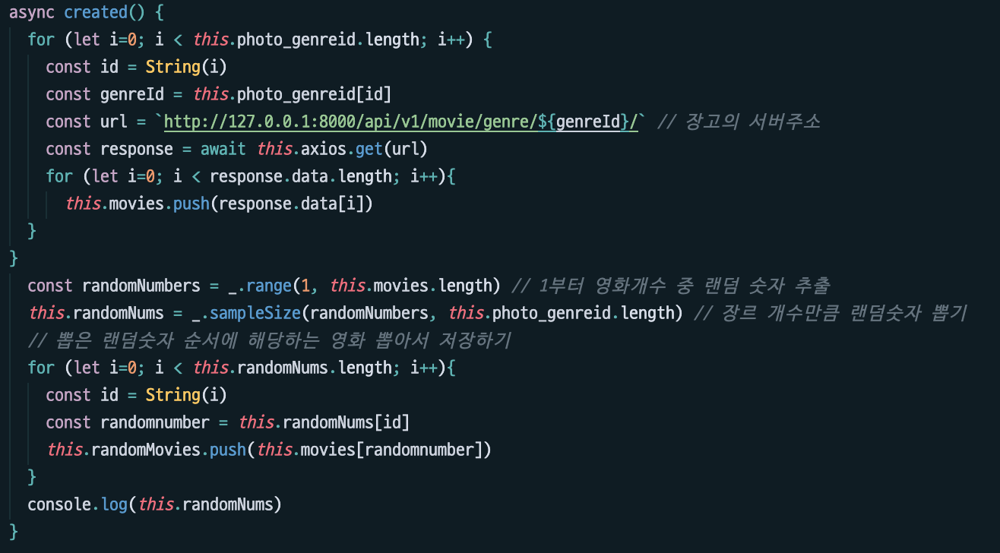 async created() {
  for (let i=0; i < this.photo_genreid.length; i++) {
    const id = String(i)
    const genreId = this.photo_genreid[id]
    const url = `http://127.0.0.1:8000/api/v1/movie/genre/${genreId}/` // 장고의 서버주소
    const response = await this.axios.get(url)
    for (let i=0; i < response.data.length; i++){
      this.movies.push(response.data[i])
  }
}
  const randomNumbers = _.range(1, this.movies.length) // 1부터 영화개수 중 랜덤 숫자 추출
  this.randomNums = _.sampleSize(randomNumbers, this.photo_genreid.length) // 장르 개수만큼 랜덤숫자 뽑기
  // 뽑은 랜덤숫자 순서에 해당하는 영화 뽑아서 저장하기
  for (let i=0; i < this.randomNums.length; i++){
    const id = String(i)
    const randomnumber = this.randomNums[id]
    this.randomMovies.push(this.movies[randomnumber])
  }
  console.log(this.randomNums)
}